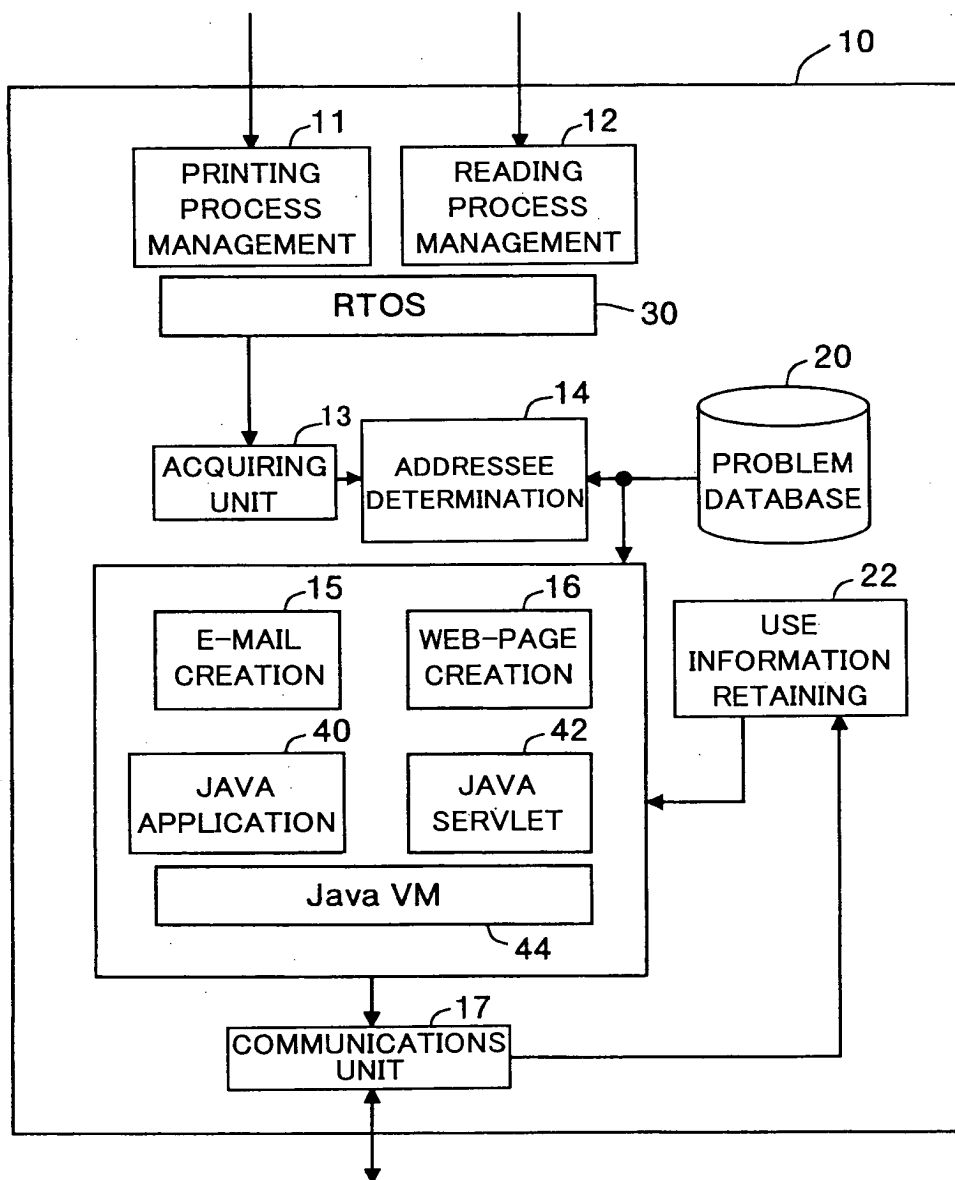 10
11
PRINTING
PROCESS
MANAGEMENT
12
READING
PROCESS
MANAGEMENT
RTOS
30
13
ACQUIRING
UNIT
14
ADDRESSEE
DETERMINATION
20
PROBLEM
DATABASE
15
E-MAIL
CREATION
16
WEB-PAGE
CREATION
22
USE
INFORMATION
RETAINING
40
JAVA
APPLICATION
42
JAVA
SERVLET
Java VM
44
17
COMMUNICATIONS
UNIT